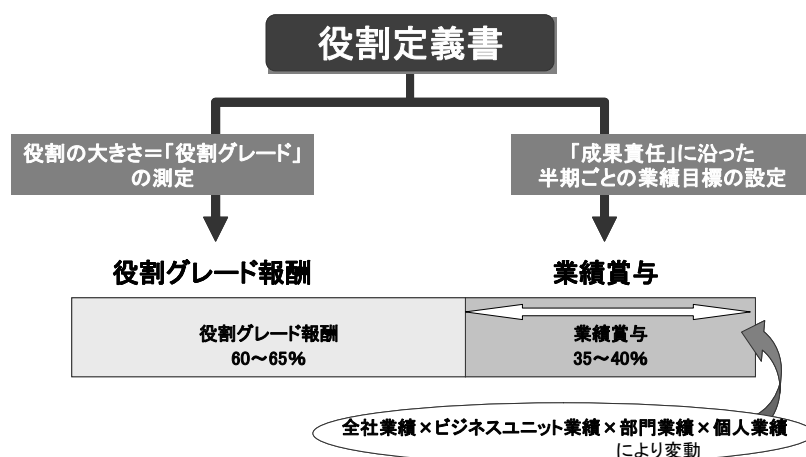 役割定義書
役割の大きさ=「役割グレード」
の測定
「成果責任」に沿った
半期ごとの業績目標の設定
役割グレード報酬
業績賞与
役割グレード報酬
60～65%
業績賞与
35～40%
全社業績×ビジネスユニット業績×部門業績×個人業績
により変動